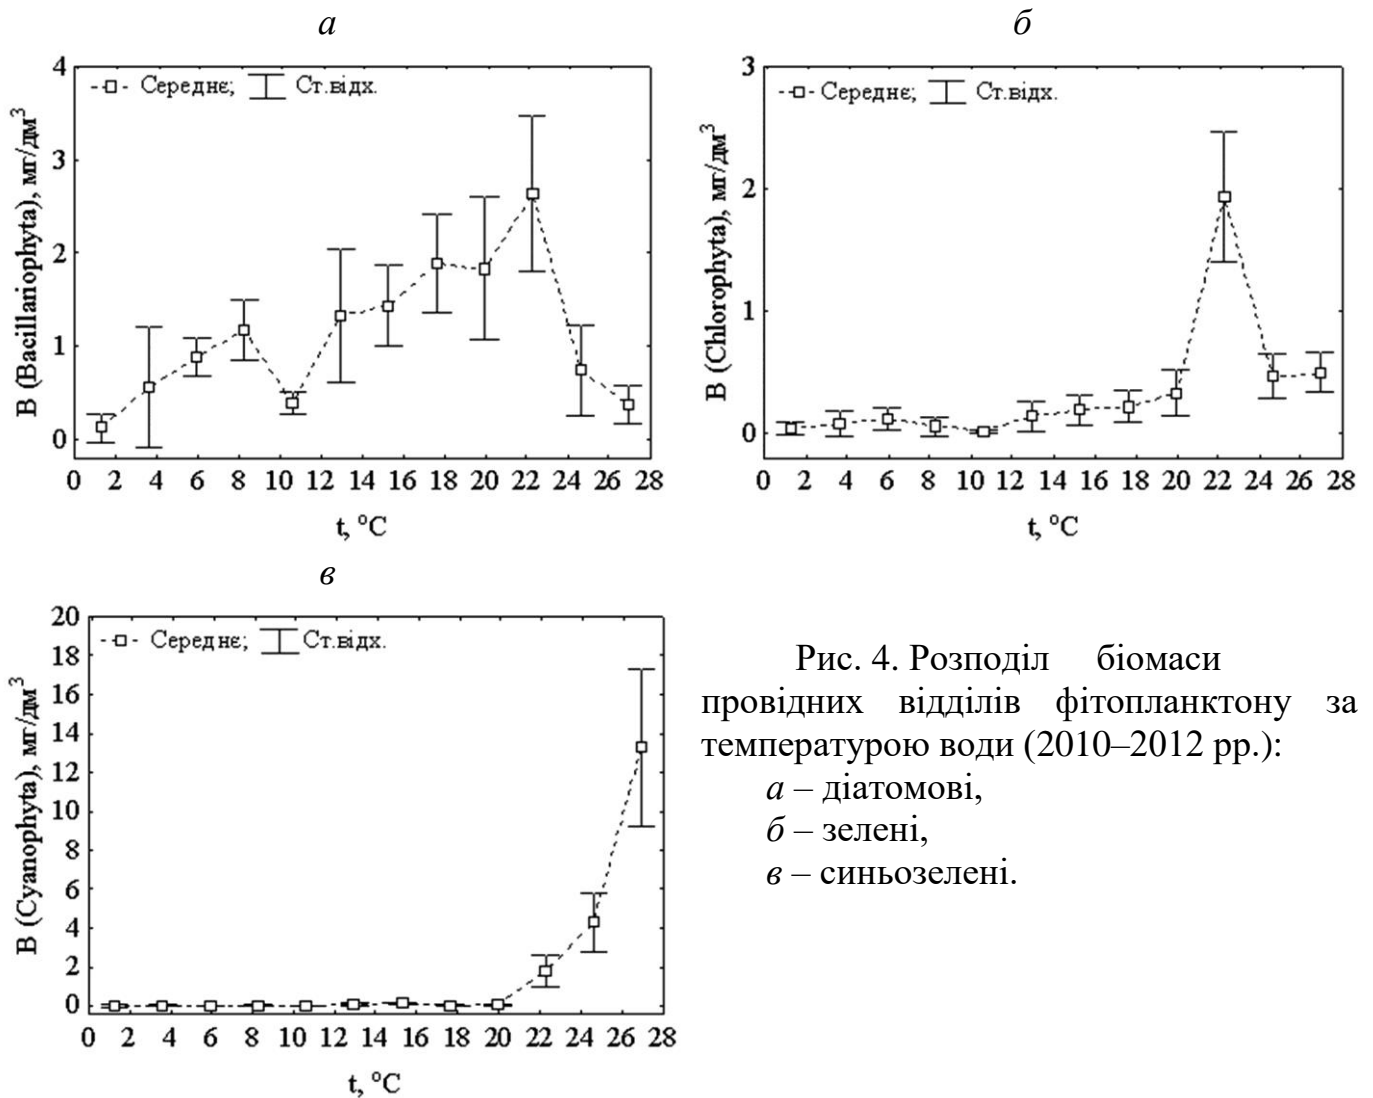 а
4
3
2
1
0
B (Bacillariophyta), мг/дм³
Середнє; Ст.відх.
0 2 4 6 8 10 12 14 16 18 20 22 24 26 28
t, °C
б
3
2
1
0
B (Chlorophyta), мг/дм³
Середнє; Ст.відх.
0 2 4 6 8 10 12 14 16 18 20 22 24 26 28
t, °C
в
20
18
16
14
12
10
8
6
4
2
0
B (Cyanophyta), мг/дм³
Середнє; Ст.відх.
0 2 4 6 8 10 12 14 16 18 20 22 24 26 28
t, °C
Рис. 4. Розподіл біомаси
провідних відділів фітопланктону за
температурою води (2010–2012 рр.):
а – діатомові,
б – зелені,
в – синьозелені.